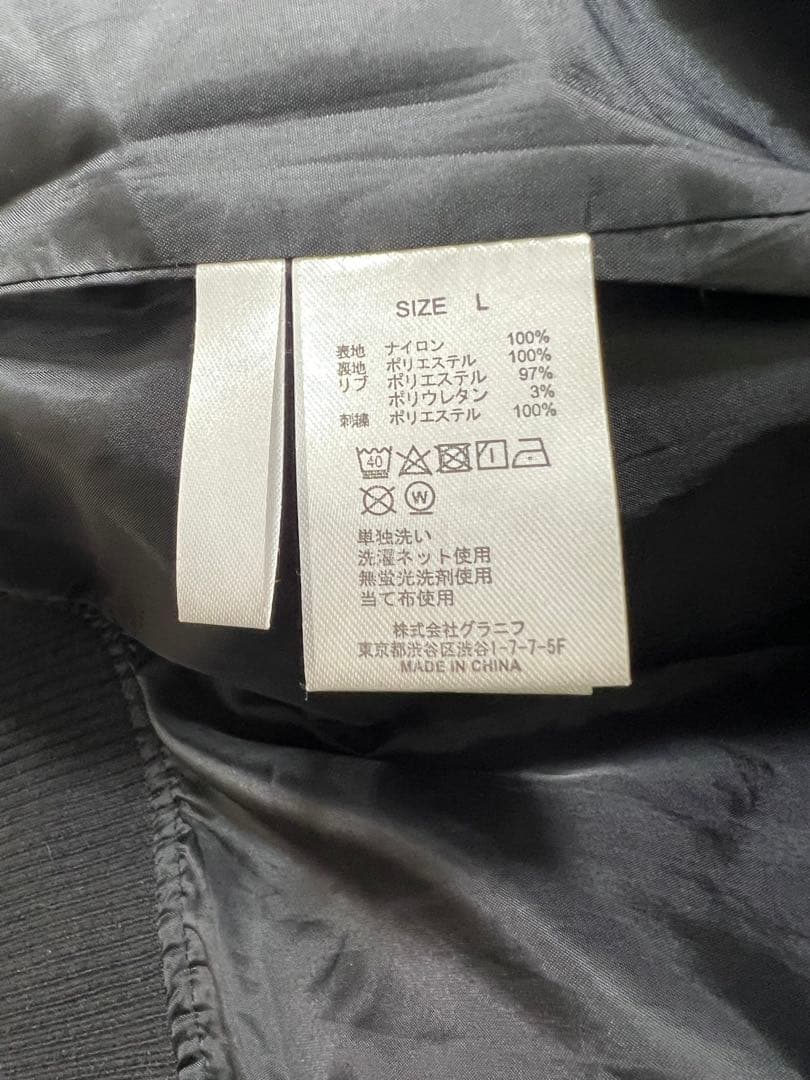 SIZE L
表地 ナイロン 100%
裏地 ポリエステル 100%
リブ ポリエステル 97%
ポリウレタン 3%
刺繍 ポリエステル 100%
40
W
単独洗い
洗濯ネット使用
無蛍光洗剤使用
当て布使用
株式会社グラニフ
東京都渋谷区渋谷1-7-7-5F
MADE IN CHINA